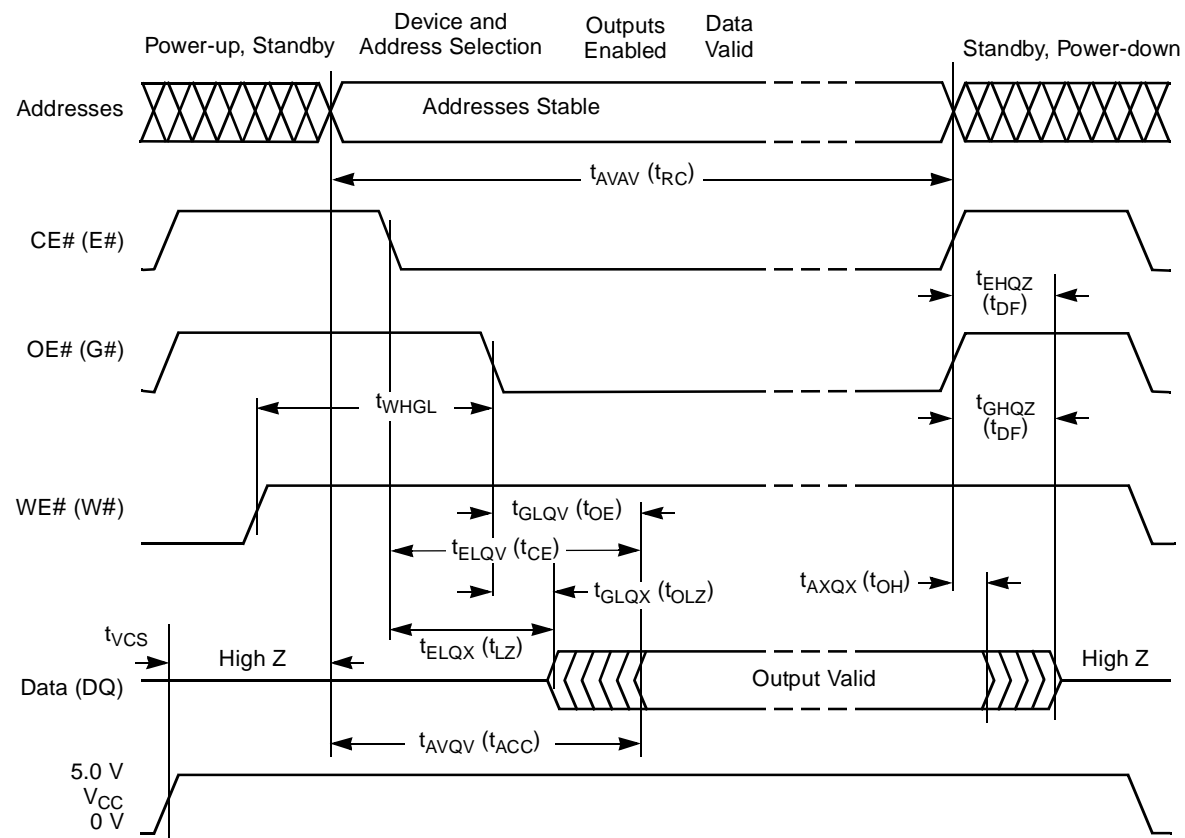 Power-up, Standby
Device and
Address Selection
Outputs
Enabled
Data
Valid
Standby, Power-down
Addresses
Addresses Stable
tAVAV (tRC)
CE# (E#)
tEHQZ
(tDF)
OE# (G#)
tWHGL
tGHQZ
(tDF)
WE# (W#)
tGLQV (tOE)
tELQV (tCE)
tGLQX (tOLZ)
tAXQX (tOH)
tVCS
High Z
tELQX (tLZ)
High Z
Data (DQ)
Output Valid
tAVQV (tACC)
5.0 V
VCC
0 V